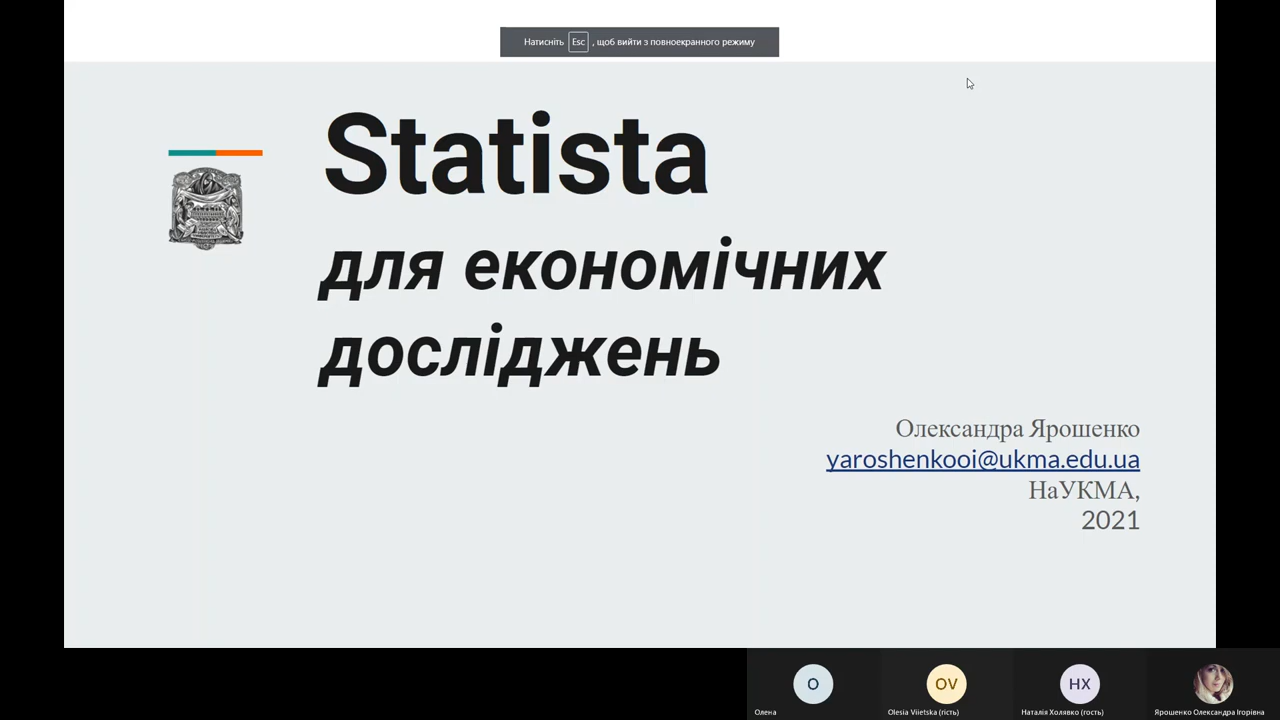 Натисніть Esc , щоб вийти з повноекранного режиму
Statista
для економічних
досліджень
Олександра Ярошенко
yaroshenkooi@ukma.edu.ua
НаУКМА,
2021
O OV НХ
Олена Olesia Viietska (гість) Наталія Холявко (гость) Ярошенко Олександра Ігорівна